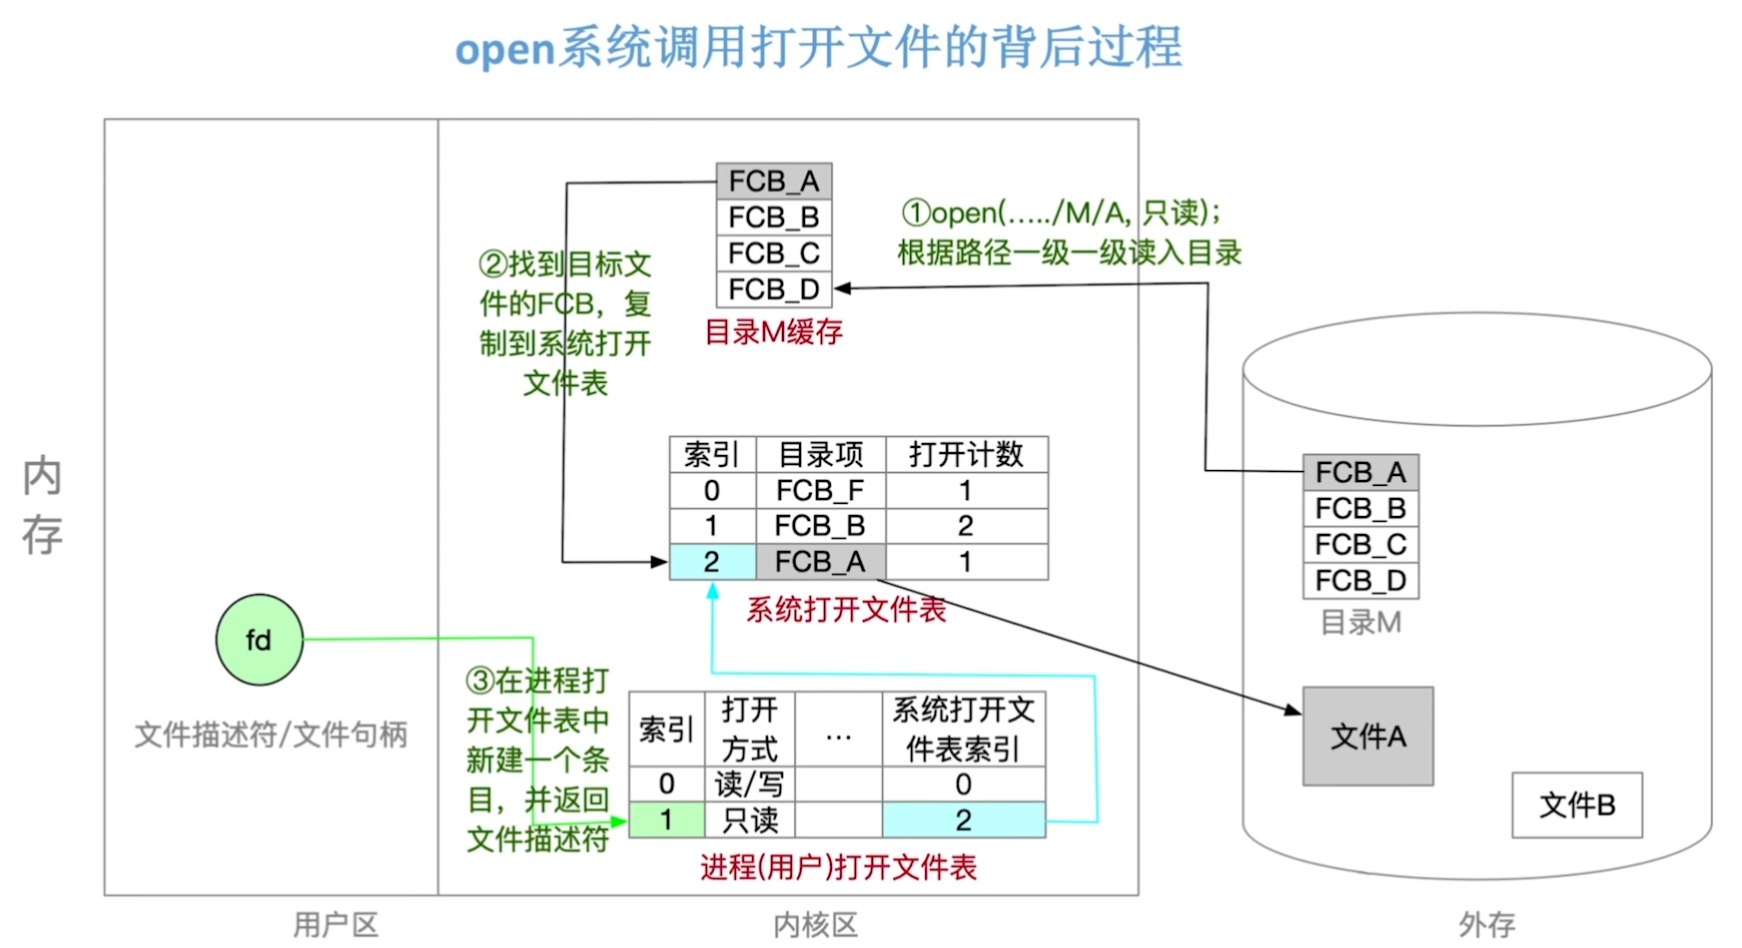 open系统调用打开文件的背后过程
FCB_A
FCB_B
FCB_C
FCB_D
目录M缓存
①open(…../M/A, 只读);
根据路径一级一级读入目录
②找到目标文
件的FCB，复
制到系统打开
文件表
索引 目录项 打开计数
0 FCB_F 1
1 FCB_B 2
2 FCB_A 1
系统打开文件表
内
存
fd
文件描述符/文件句柄
③在进程打
开文件表中
新建一个条
目，并返回
文件描述符
索引 打开 … 系统打开文
方式 件表索引
0 读/写 0
1 只读 2
进程(用户)打开文件表
FCB_A
FCB_B
FCB_C
FCB_D
目录M
文件A
文件B
用户区
内核区
外存